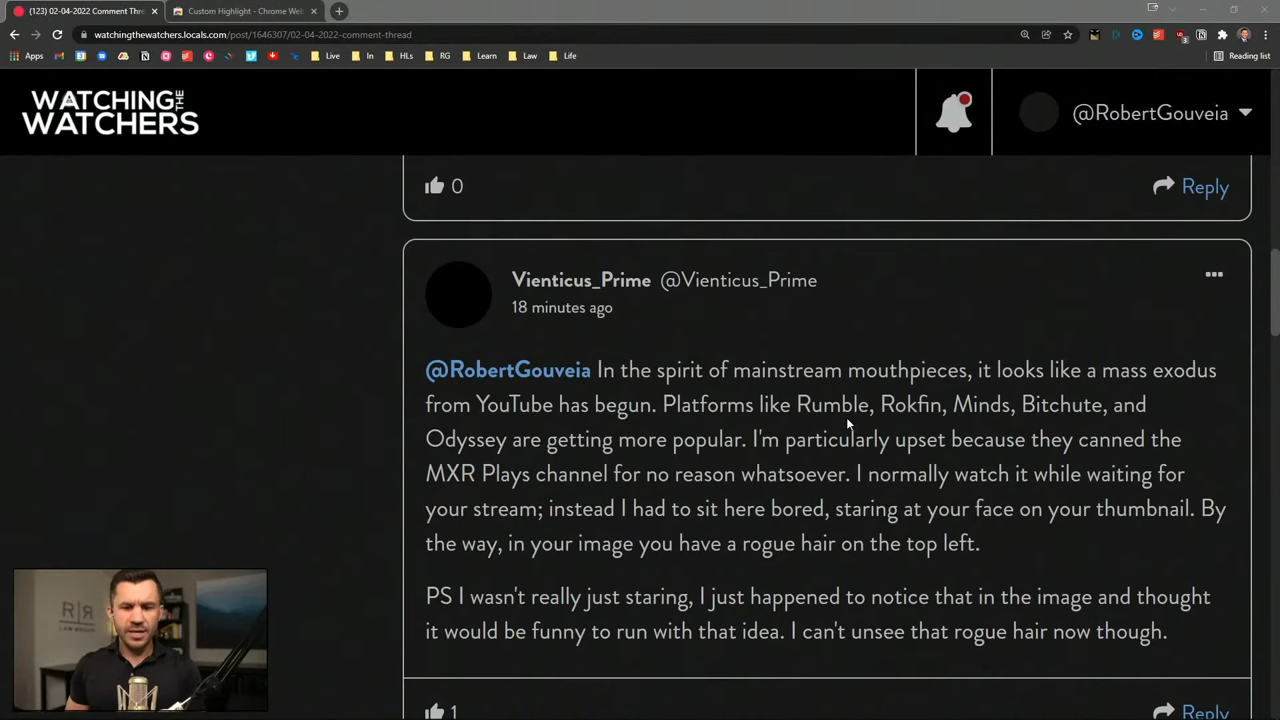 (123) 02-04-2022 Comment Thre
Custom Highlight - Chrome Web
watchingthewatchers.locals.com/post/1646307/02-04-2022-comment-thread
Apps
Live
In
HLs
RG
Learn
Law
Life
Reading list
WATCHING THE
WATCHERS
@RobertGouveia
0
Reply
Vienticus_Prime @Vienticus_Prime
18 minutes ago
@RobertGouveia In the spirit of mainstream mouthpieces, it looks like a mass exodus
from YouTube has begun. Platforms like Rumble, Rokfin, Minds, Bitchute, and
Odyssey are getting more popular. I'm particularly upset because they canned the
MXR Plays channel for no reason whatsoever. I normally watch it while waiting for
your stream; instead I had to sit here bored, staring at your face on your thumbnail. By
the way, in your image you have a rogue hair on the top left.
PS I wasn't really just staring, I just happened to notice that in the image and thought
it would be funny to run with that idea. I can't unsee that rogue hair now though.
1
Reply
R|R
LAW GROUP